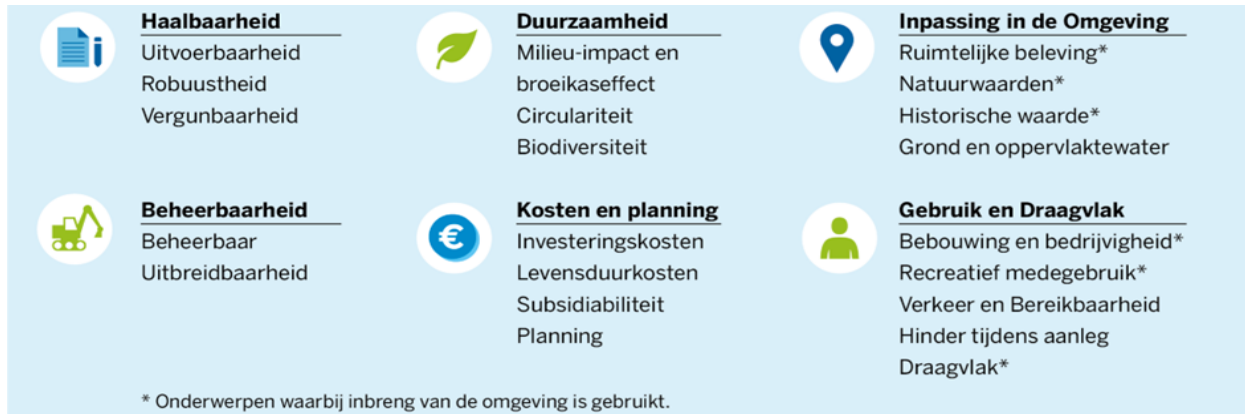 Haalbaarheid
Uitvoerbaarheid
Robuustheid
Vergunbaarheid
Duurzaamheid
Milieu-impact en
broeikaseffect
Circulariteit
Biodiversiteit
Inpassing in de Omgeving
Ruimtelijke beleving*
Natuurwaarden*
Historische waarde*
Grond en oppervlaktewater
Beheerbaarheid
Beheerbaar
Uitbreidbaarheid
Kosten en planning
Investeringskosten
Levensduurkosten
Subsidiabiliteit
Planning
Gebruik en Draagvlak
Bebouwing en bedrijvigheid*
Recreatief medegebruik*
Verkeer en Bereikbaarheid
Hinder tijdens aanleg
Draagvlak*
* Onderwerpen waarbij inbreng van de omgeving is gebruikt.